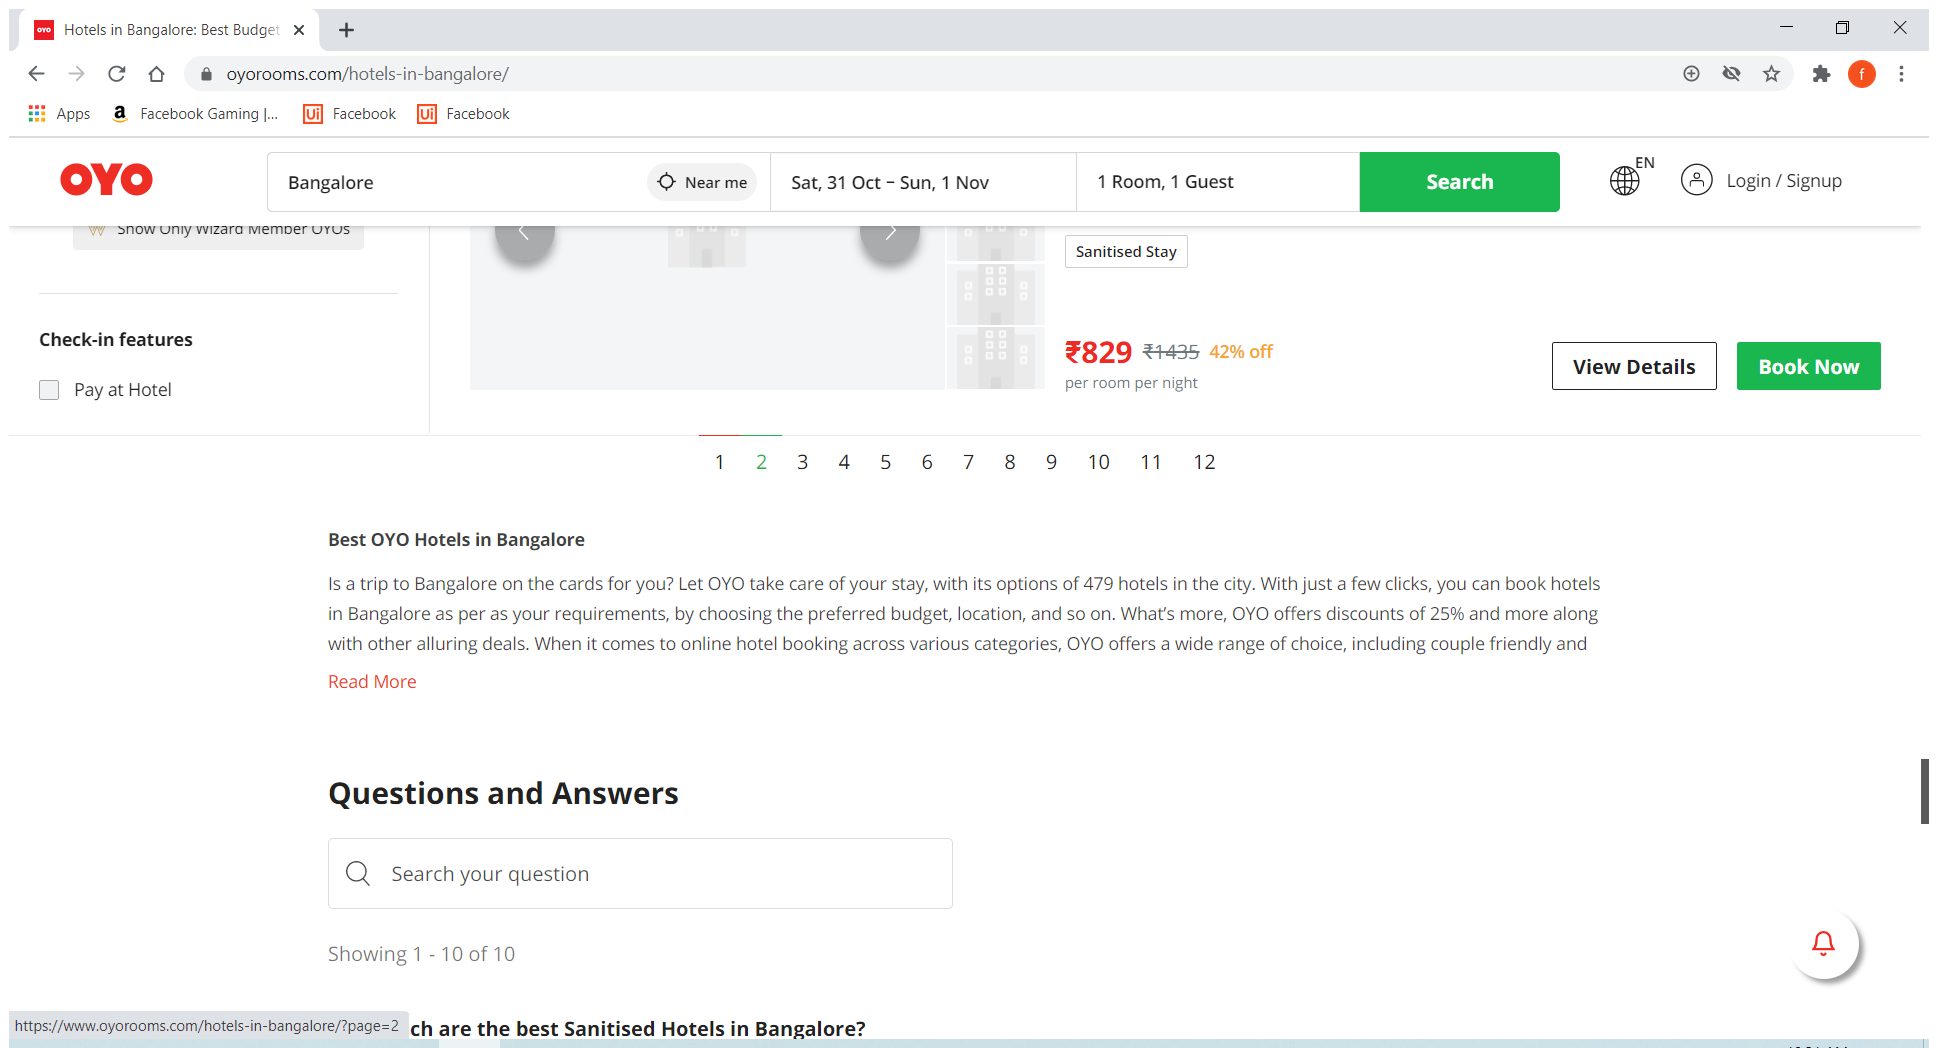 oyo Hotels in Bangalore: Best Budget
oyorooms.com/hotels-in-bangalore/
f
Apps
a Facebook Gaming |...
Ui Facebook
Ui Facebook
OYO
Bangalore
Near me
Sat, 31 Oct – Sun, 1 Nov
1 Room, 1 Guest
Search
EN
Login / Signup
W Show Only Wizard Member OYOs
Check-in features
Pay at Hotel
Sanitised Stay
₹829 ₹1435 42% off
per room per night
View Details
Book Now
1 2 3 4 5 6 7 8 9 10 11 12
Best OYO Hotels in Bangalore
Is a trip to Bangalore on the cards for you? Let OYO take care of your stay, with its options of 479 hotels in the city. With just a few clicks, you can book hotels
in Bangalore as per as your requirements, by choosing the preferred budget, location, and so on. What's more, OYO offers discounts of 25% and more along
with other alluring deals. When it comes to online hotel booking across various categories, OYO offers a wide range of choice, including couple friendly and
Read More
Questions and Answers
Search your question
Showing 1 - 10 of 10
https://www.oyorooms.com/hotels-in-bangalore/?page=2
ch are the best Sanitised Hotels in Bangalore?